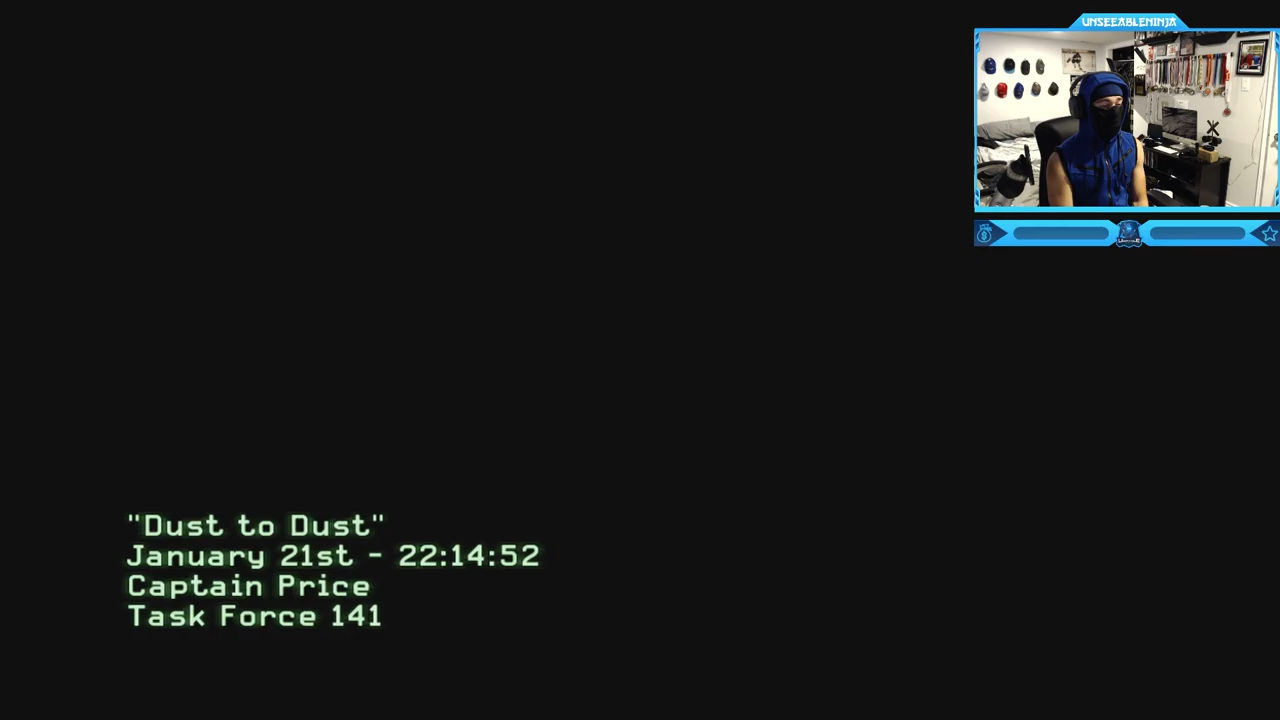 UNSEEABLENINJA
"Dust to Dust"
January 21st - 22:14:52
Captain Price
Task Force 141